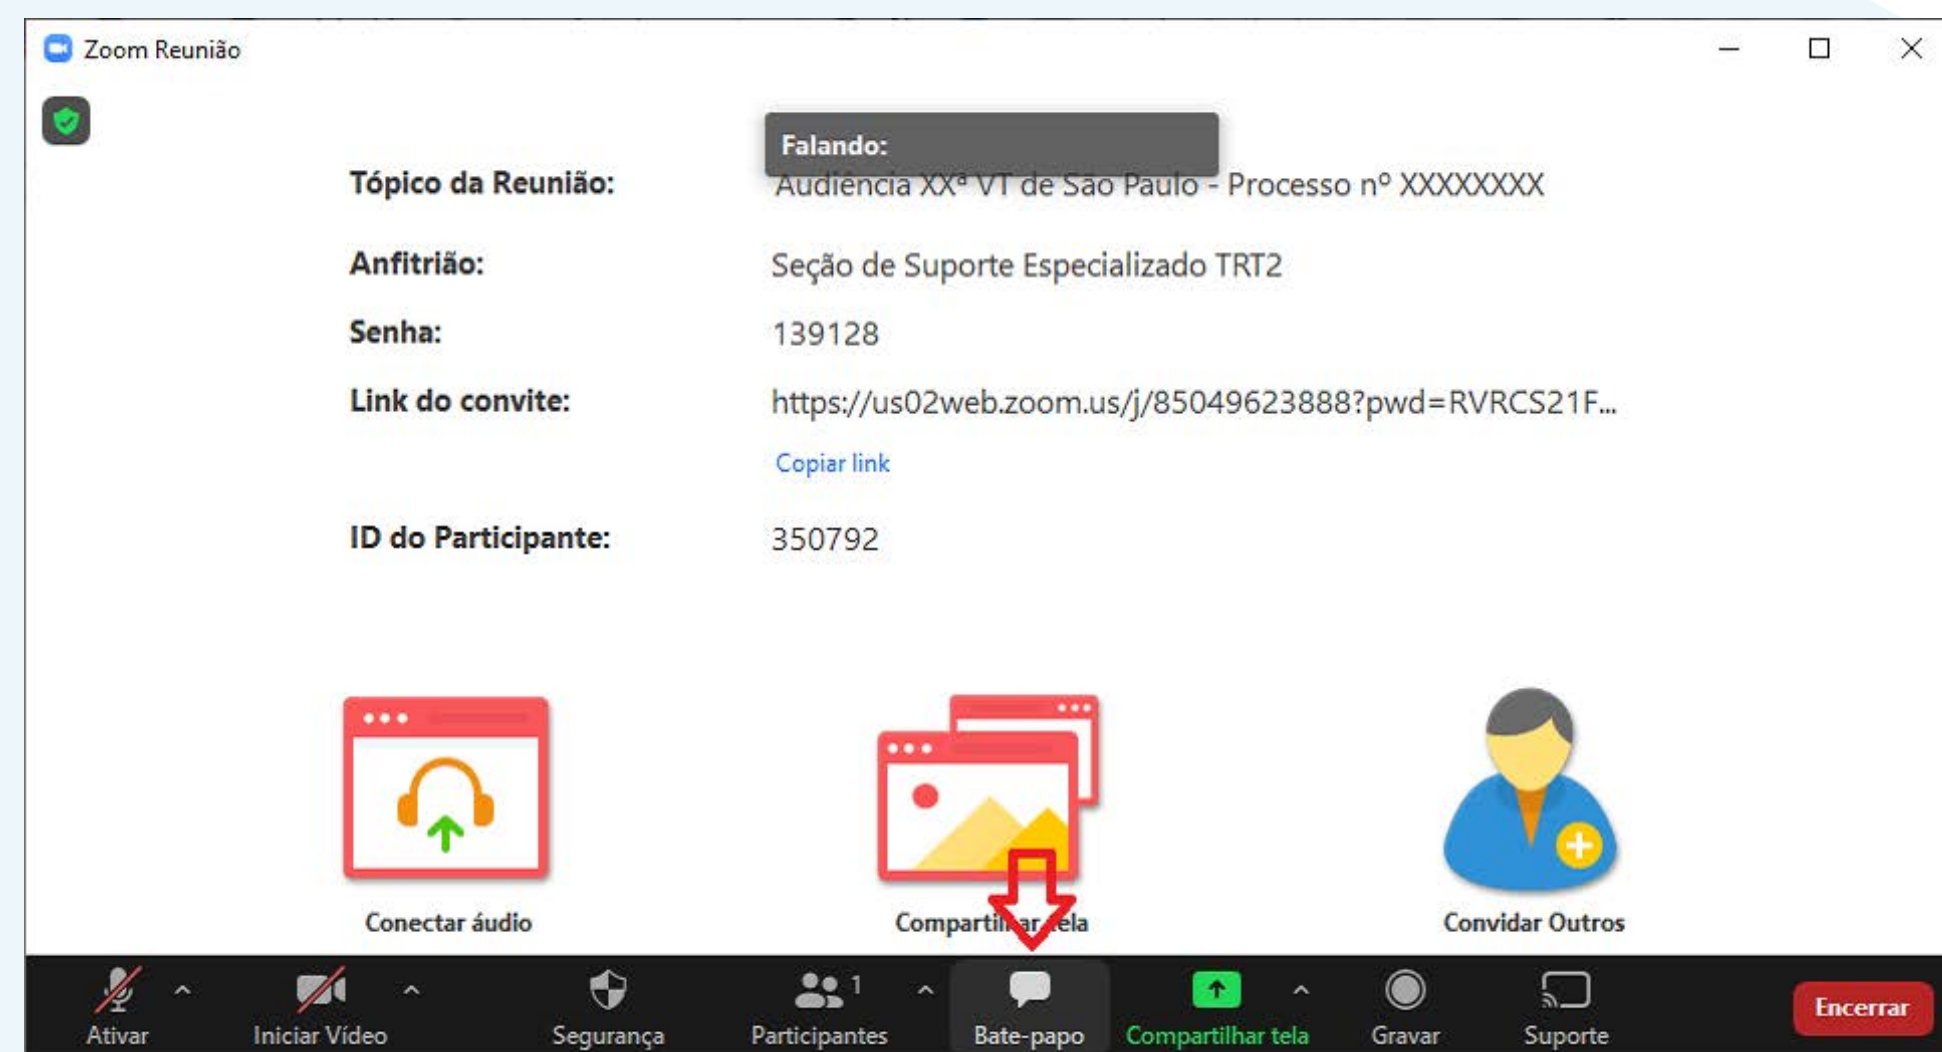 Zoom Reunião
Falando:
Tópico da Reunião: Audiência XXª VT de São Paulo - Processo nº XXXXXXXX
Anfitrião: Seção de Suporte Especializado TRT2
Senha: 139128
Link do convite: https://us02web.zoom.us/j/85049623888?pwd=RVRCS21F...
Copiar link
ID do Participante: 350792
Conectar áudio Compartilhar tela Convidar Outros
1
Ativar Iniciar Vídeo Segurança Participantes Bate-papo Compartilhar tela Gravar Suporte Encerrar